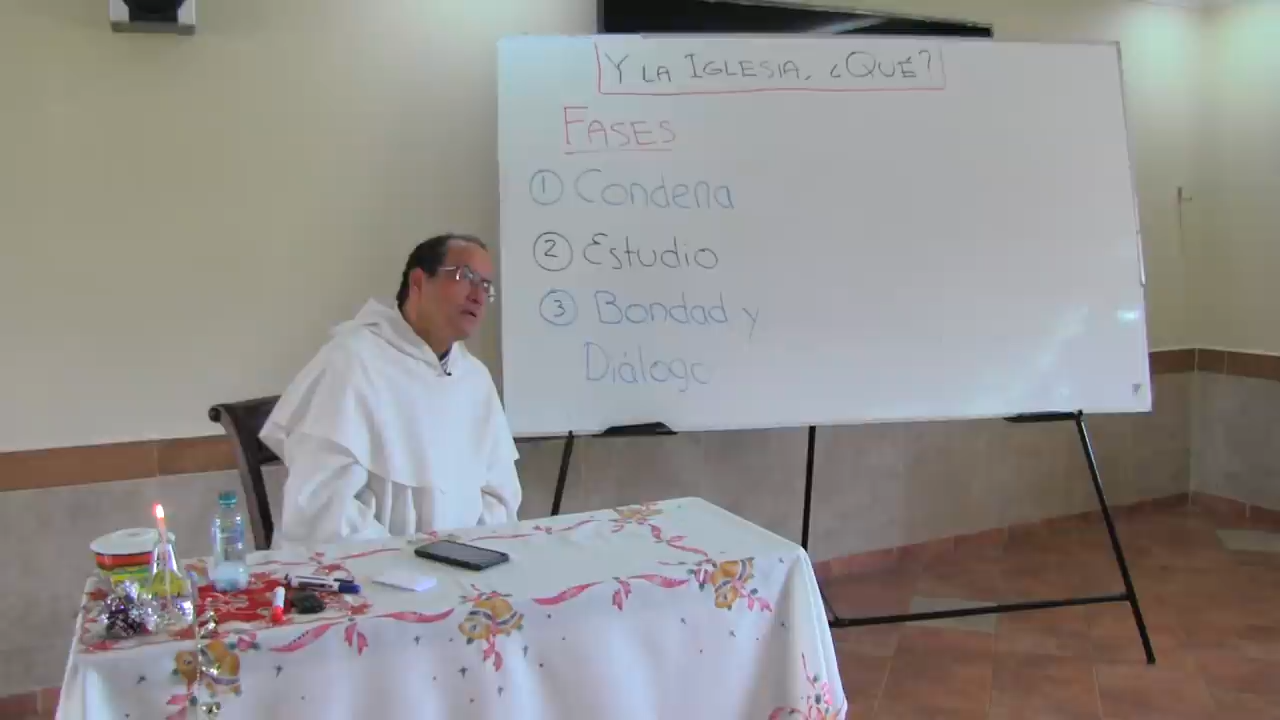 Y LA IGLESIA, ¿QUÉ?
FASES
① Condena
② Estudio
③ Bondad y
Diálogo